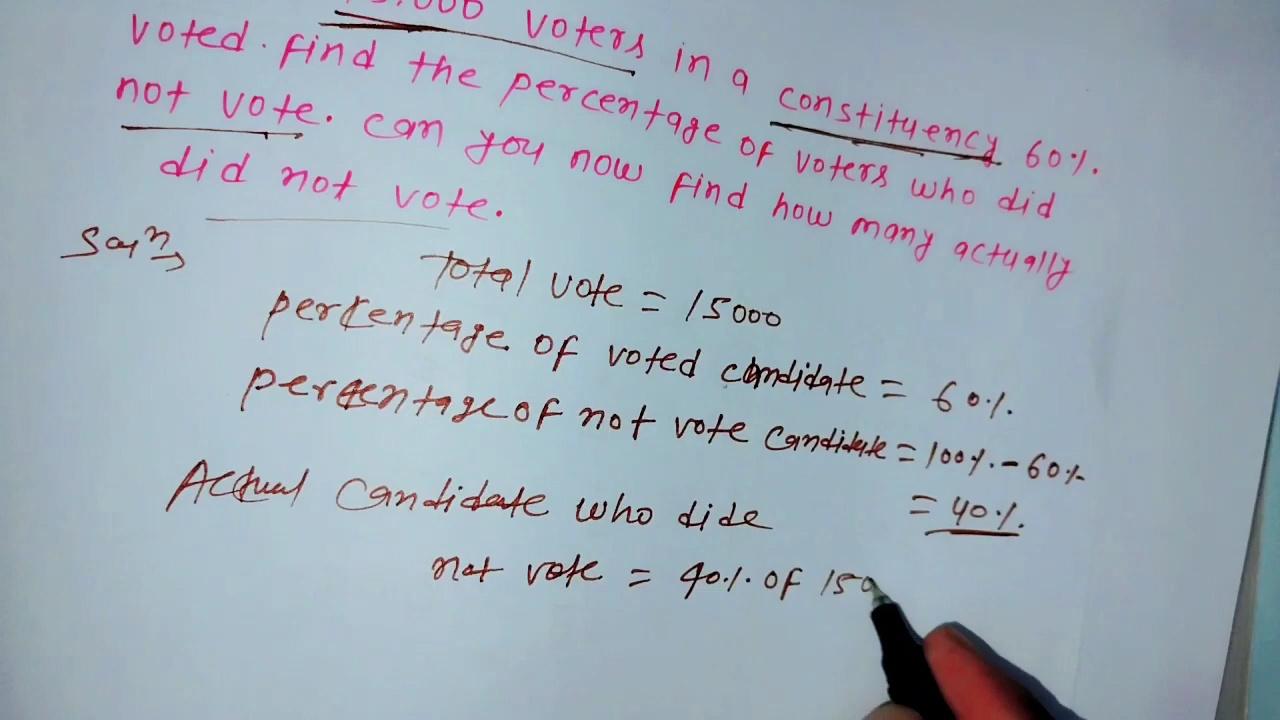 voters in a constituency 60%.
voted. find the percentage of voters who did
not vote. can you now find how many actually
did not vote.
Total vote = 15000
percentage of voted candidate = 60%.
percentage of not vote candidate = 100% - 60%
= 40%.
Actual candidate who dide
not vote = 40% of 150